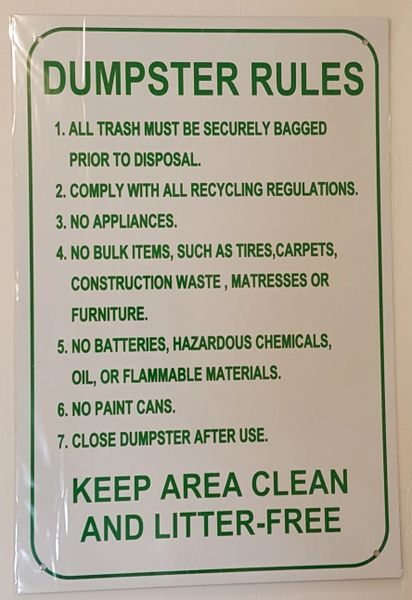 DUMPSTER RULES
1. ALL TRASH MUST BE SECURELY BAGGED
PRIOR TO DISPOSAL.
2. COMPLY WITH ALL RECYCLING REGULATIONS.
3. NO APPLIANCES.
4. NO BULK ITEMS, SUCH AS TIRES,CARPETS,
CONSTRUCTION WASTE , MATRESSES OR
FURNITURE.
5. NO BATTERIES, HAZARDOUS CHEMICALS,
OIL, OR FLAMMABLE MATERIALS.
6. NO PAINT CANS.
7. CLOSE DUMPSTER AFTER USE.
KEEP AREA CLEAN
AND LITTER-FREE